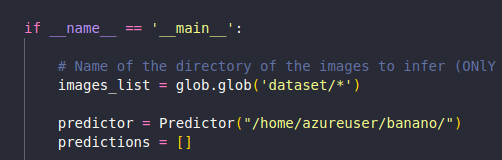 if __name__ == '__main__':
# Name of the directory of the images to infer (ONlY
images_list = glob.glob('dataset/*')
predictor = Predictor("/home/azureuser/banano/")
predictions = []